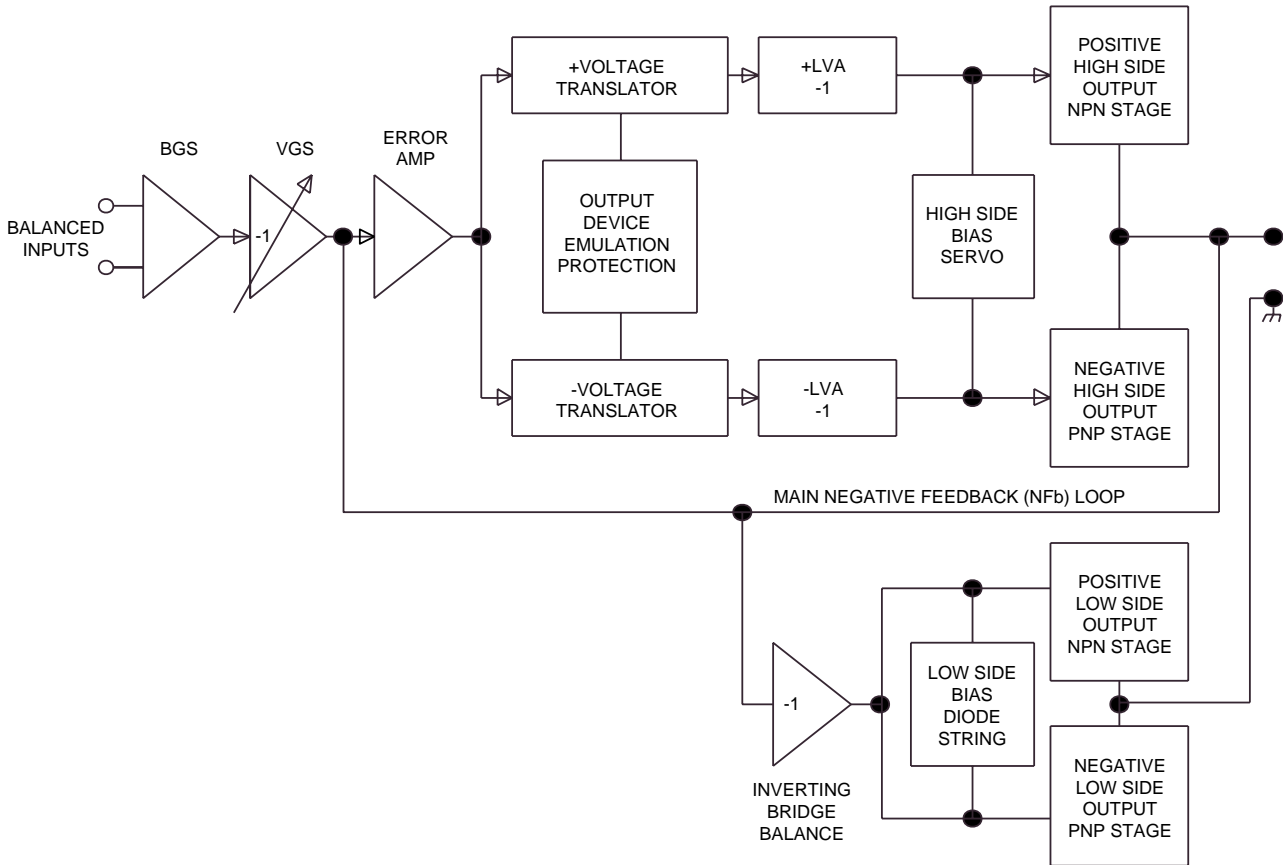 POSITIVE
HIGH SIDE
OUTPUT
NPN STAGE
+VOLTAGE
TRANSLATOR
+LVA
-1
ERROR
AMP
BGS
VGS
BALANCED
INPUTS
-1
OUTPUT
DEVICE
EMULATION
PROTECTION
HIGH SIDE
BIAS
SERVO
-VOLTAGE
TRANSLATOR
-LVA
-1
NEGATIVE
HIGH SIDE
OUTPUT
PNP STAGE
MAIN NEGATIVE FEEDBACK (NFb) LOOP
POSITIVE
LOW SIDE
OUTPUT
NPN STAGE
-1
LOW SIDE
BIAS
DIODE
STRING
INVERTING
BRIDGE
BALANCE
NEGATIVE
LOW SIDE
OUTPUT
PNP STAGE